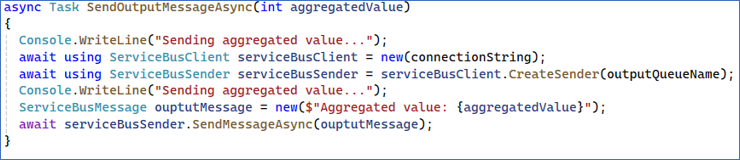 async Task SendOutputMessageAsync(int aggregatedValue)
{
Console.WriteLine("Sending aggregated value...");
await using ServiceBusClient serviceBusClient = new(connectionString);
await using ServiceBusSender serviceBusSender = serviceBusClient.CreateSender(outputQueueName);
Console.WriteLine("Sending aggregated value...");
ServiceBusMessage ouptutMessage = new($"Aggregated value: {aggregatedValue}");
await serviceBusSender.SendMessageAsync(ouptutMessage);
}